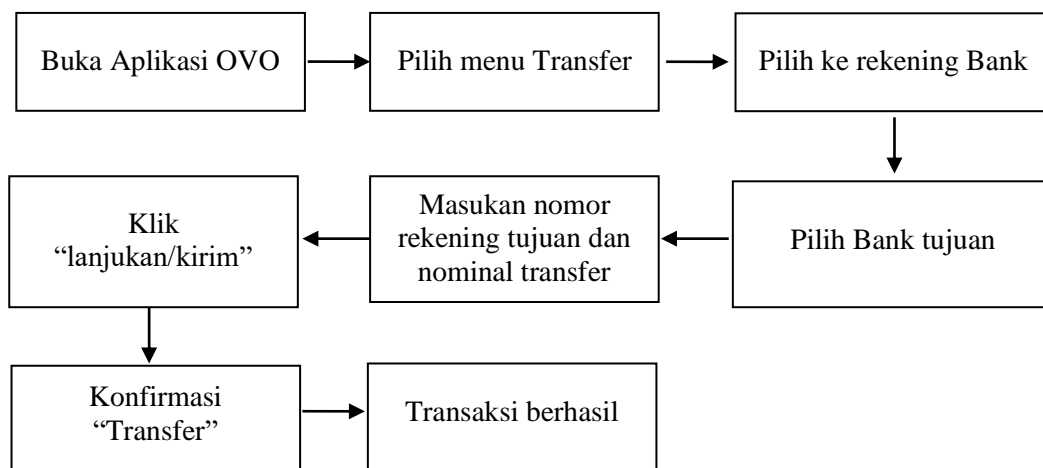 Buka Aplikasi OVO
Pilih menu Transfer
Pilih ke rekening Bank
Pilih Bank tujuan
Masukan nomor
rekening tujuan dan
nominal transfer
Klik
“lanjukan/kirim”
Konfirmasi
“Transfer”
Transaksi berhasil